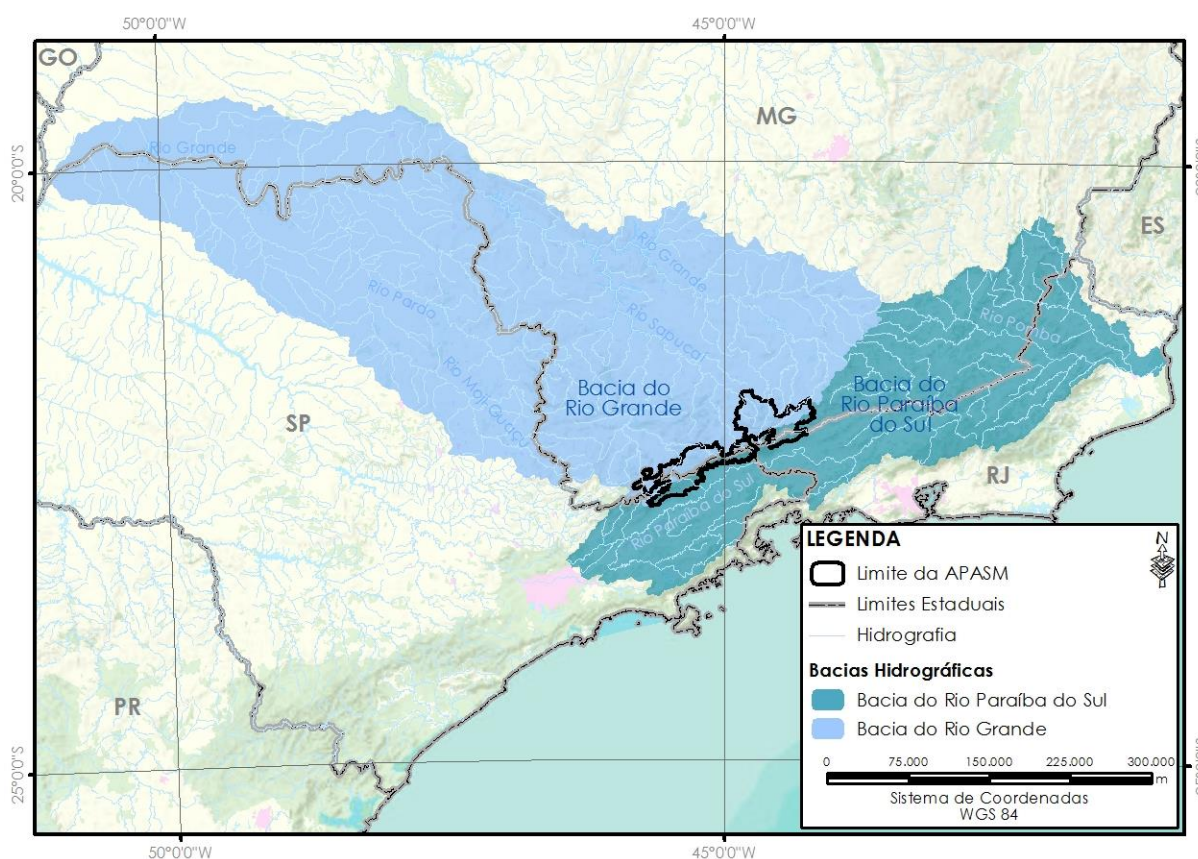 50°0'0"W
45°0'0"W
GO
MG
Rio Grande
20°0'0"S
ES
Rio Grande
Rio Pardo
Rio Sapucaí
Rio Paraíba
Rio Moji-Guaçu
Bacia do
Rio Grande
Bacia do
Rio Paraíba
do Sul
SP
RJ
Rio Paraíba do Sul
PR
25°0'0"S
LEGENDA
N
Limite da APASM
Limites Estaduais
Hidrografia
Bacias Hidrográficas
Bacia do Rio Paraíba do Sul
Bacia do Rio Grande
0 75.000 150.000 225.000 300.000
m
Sistema de Coordenadas
WGS 84
50°0'0"W
45°0'0"W